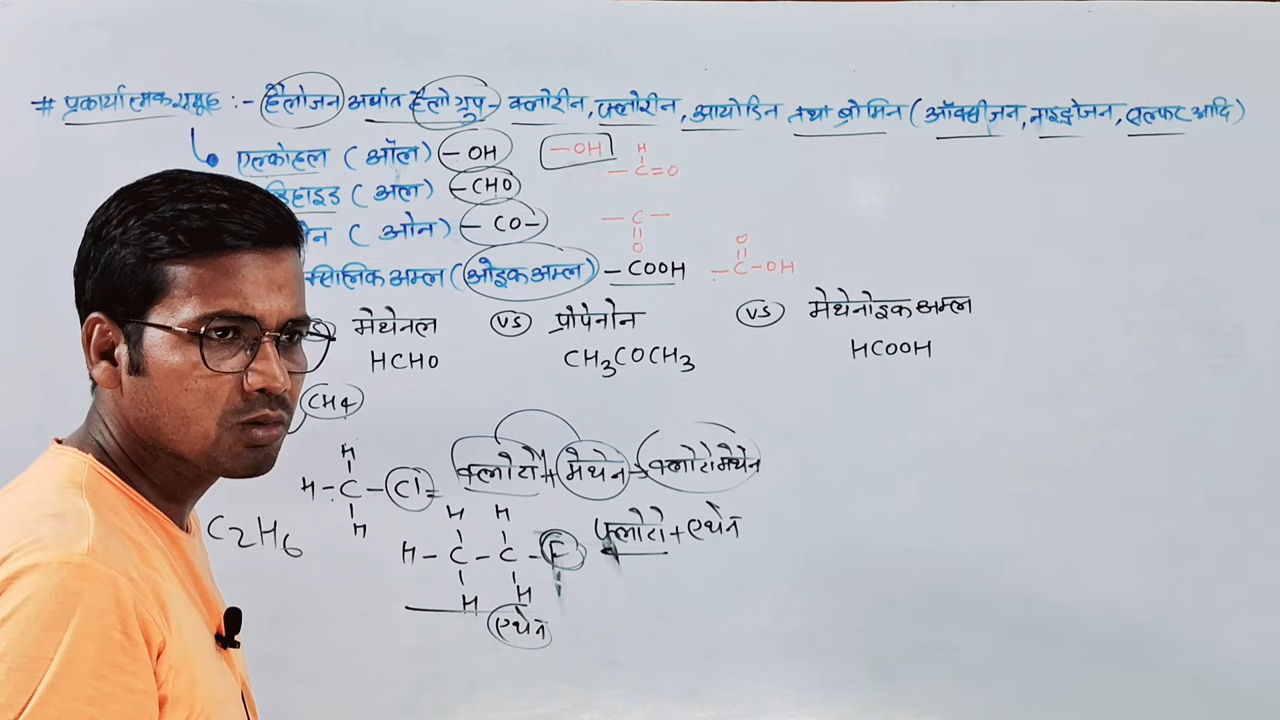 # प्रकार्यात्मक समूह :- हैलोजन अर्थात हैलो ग्रुप - क्लोरीन, फ्लोरीन, आयोडिन तथा ब्रोमिन ( ऑक्सीजन, नाइट्रोजन, सल्फर आदि )
एल्कोहल ( ऑल ) - OH - OH
H
- C = O
डिहाइड ( अल ) - CHO
न ( ओन ) - CO -
- C -
||
O
क्सिलिक अम्ल ( ओइक अम्ल ) - COOH
O
||
- C - OH
मेथेनल VS प्रोपेनोन VS मेथेनोइक अम्ल
HCHO CH3COCH3 HCOOH
CH4
H
H - C - Cl = क्लोरो + मेथेन → क्लोरोमेथेन
H
C2H6
H H
H - C - C - F फ्लोरो + एथेन
H H
एथेन